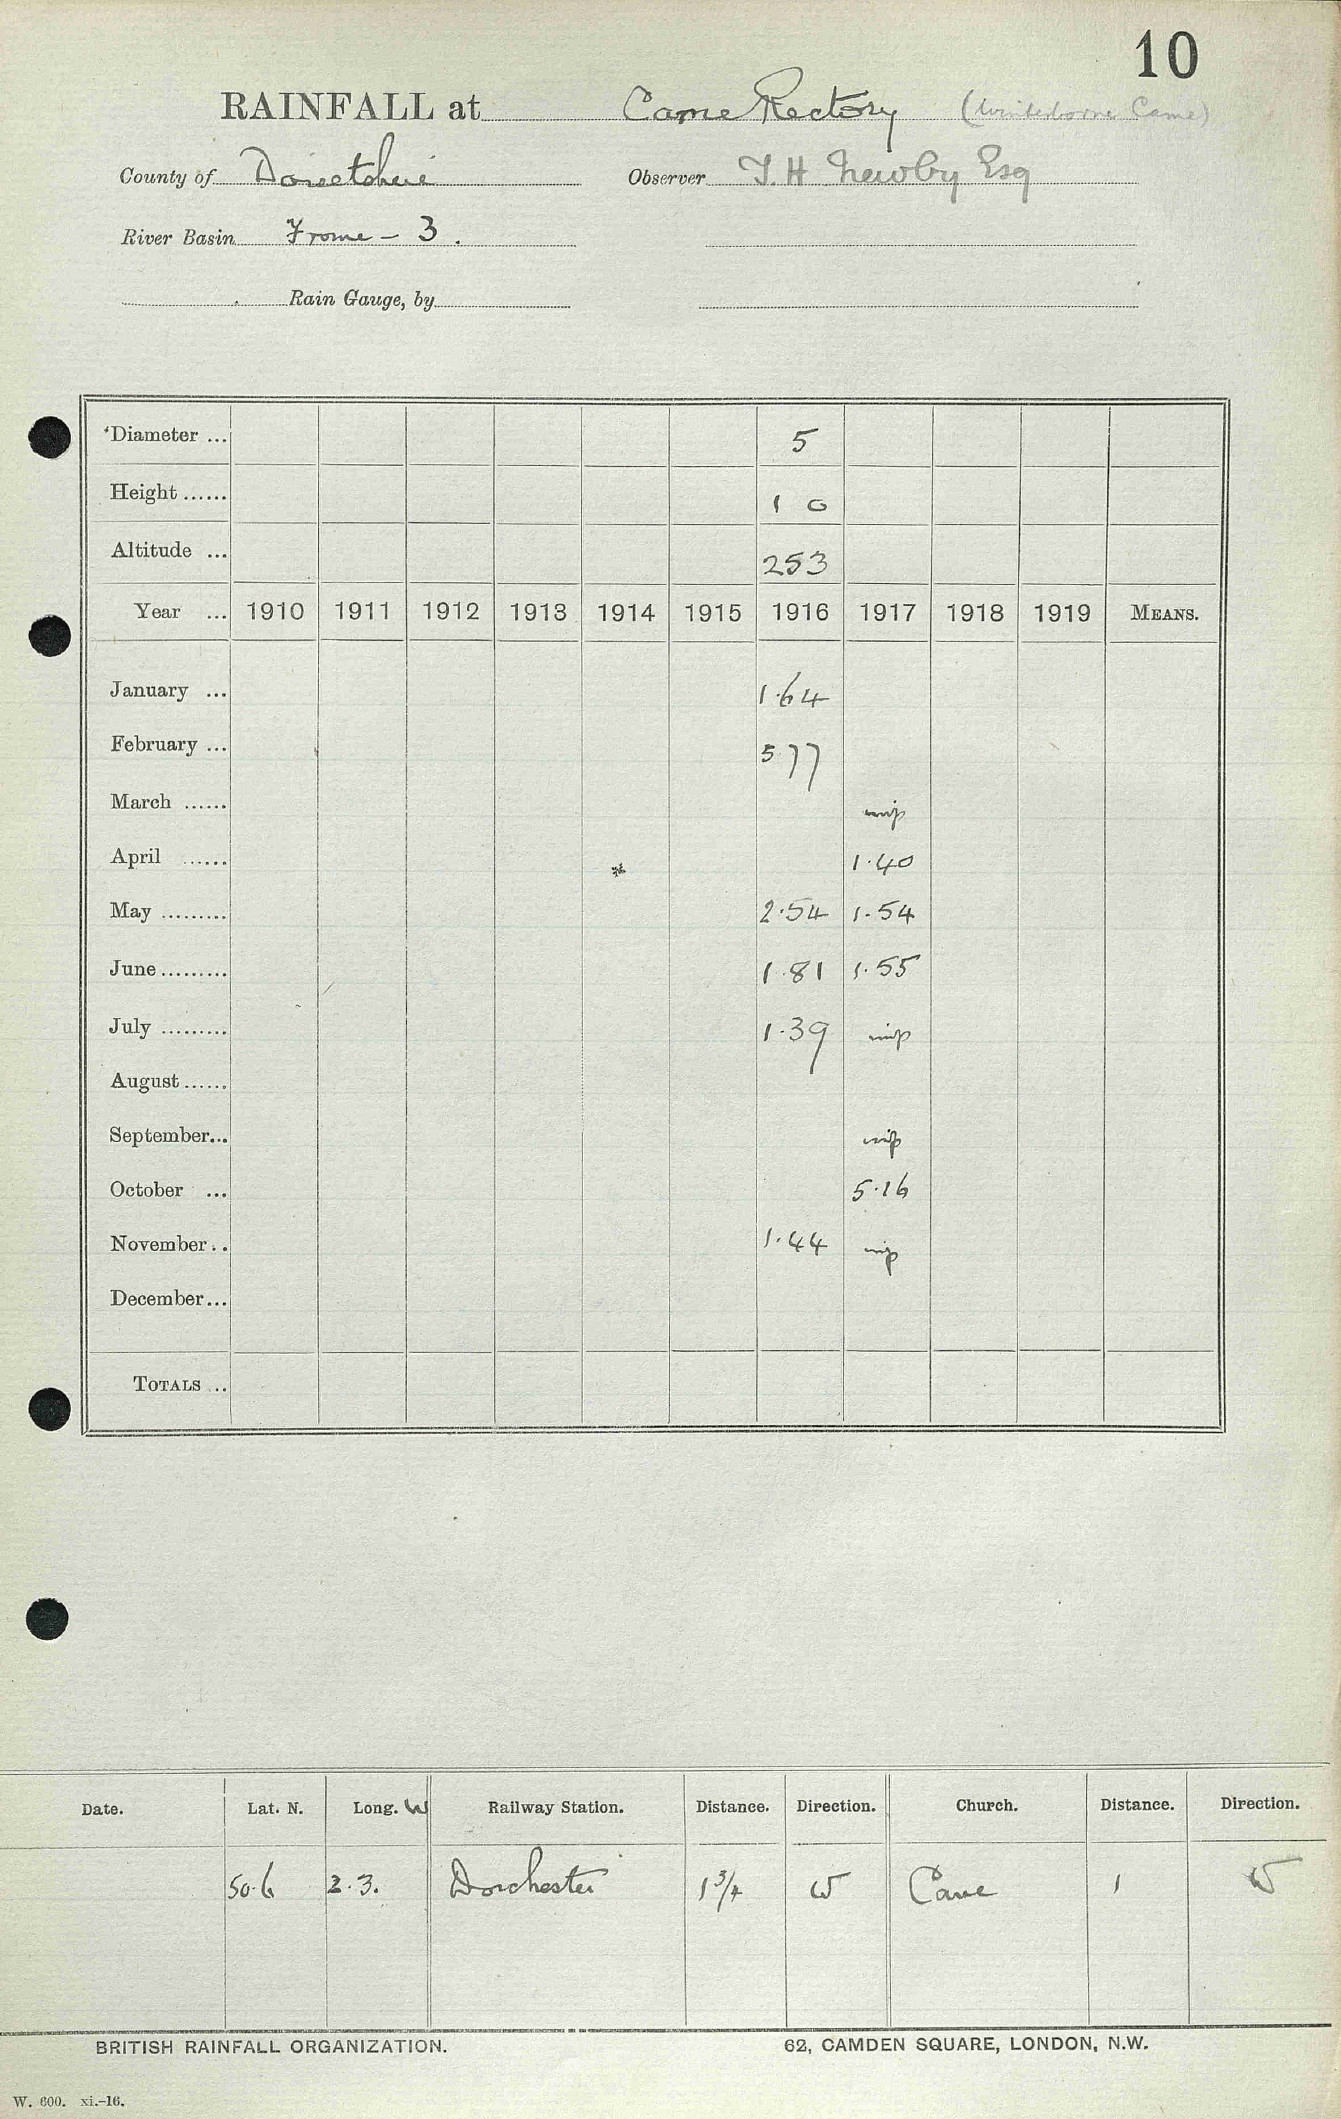 10
RAINFALL at Came Rectory (Winterborne Came)
County of Dorsetshire Observer T. H Newby Esq
River Basin Frome - 3.
Rain Gauge, by
Diameter ... 5
Height ...... 1 0
Altitude ... 253
Year ... 1910 1911 1912 1913 1914 1915 1916 1917 1918 1919 MEANS.
January ... 1.64
February ... 5.77
March ......
April ...... * 1.40
May ......... 2.54 1.54
June ......... 1.81 1.55
July ......... 1.39
August ......
September...
October ... 5.16
November... 1.44
December...
TOTALS ...
Date. Lat. N. Long. W Railway Station. Distance. Direction. Church. Distance. Direction.
50.6 2.3. Dorchester 1 3/4 W Came 1 W
BRITISH RAINFALL ORGANIZATION. 62, CAMDEN SQUARE, LONDON, N.W.
W. 600. xi.-16.